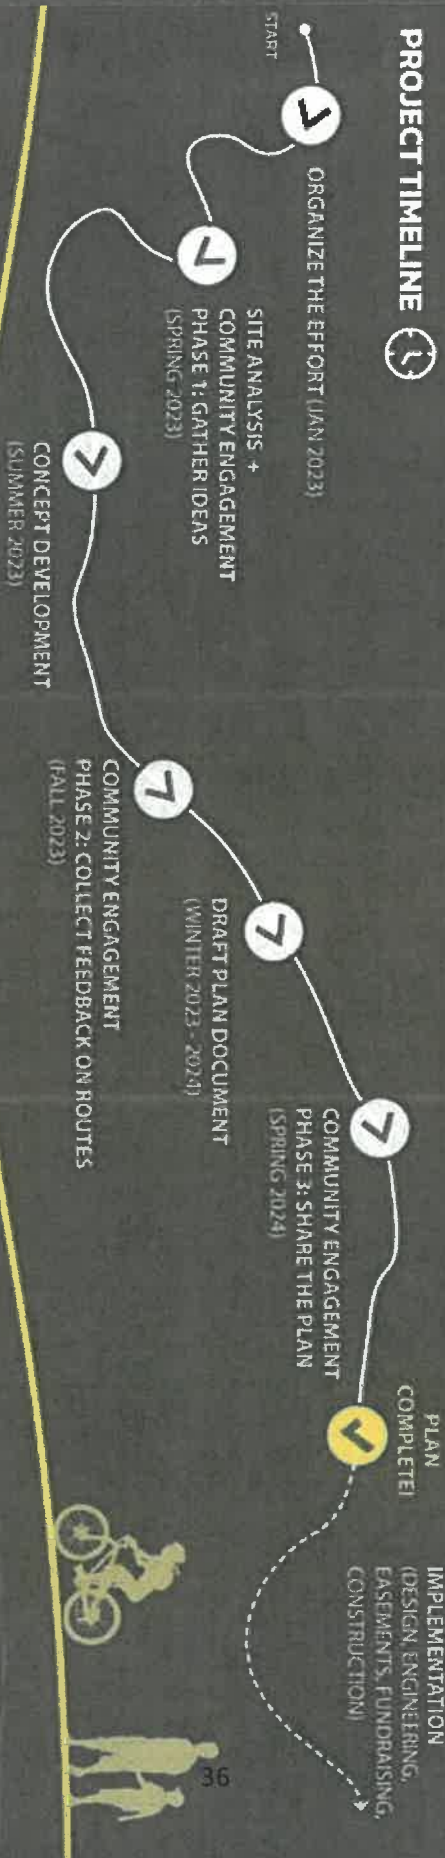 PROJECT TIMELINE
START
ORGANIZE THE EFFORT (JAN 2023)
SITE ANALYSIS +
COMMUNITY ENGAGEMENT
PHASE 1: GATHER IDEAS
(SPRING 2023)
CONCEPT DEVELOPMENT
(SUMMER 2023)
COMMUNITY ENGAGEMENT
PHASE 2: COLLECT FEEDBACK ON ROUTES
(FALL 2023)
DRAFT PLAN DOCUMENT
(WINTER 2023 - 2024)
COMMUNITY ENGAGEMENT
PHASE 3: SHARE THE PLAN
(SPRING 2024)
PLAN
COMPLETE!
IMPLEMENTATION
(DESIGN, ENGINEERING,
EASEMENTS, FUNDRAISING,
CONSTRUCTION)
36